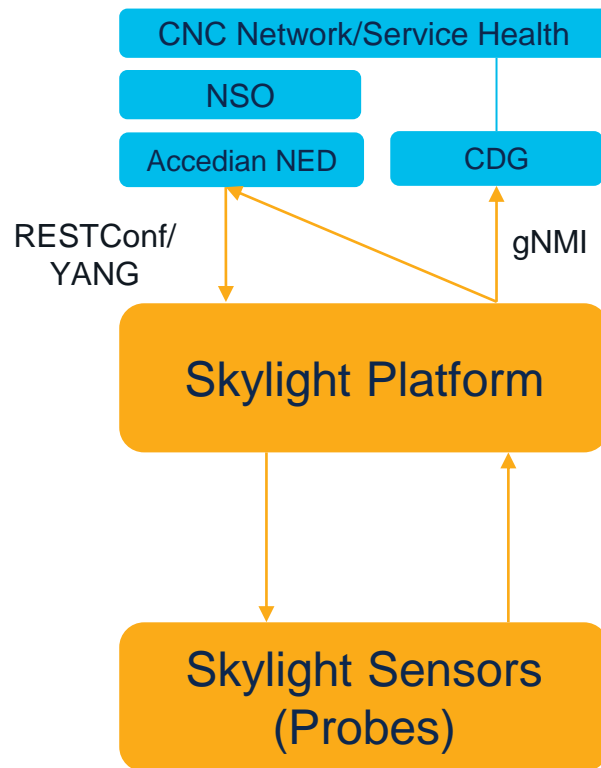 CNC Network/Service Health
NSO
Accedian NED
CDG
RESTConf/
YANG
gNMI
Skylight Platform
Skylight Sensors
(Probes)